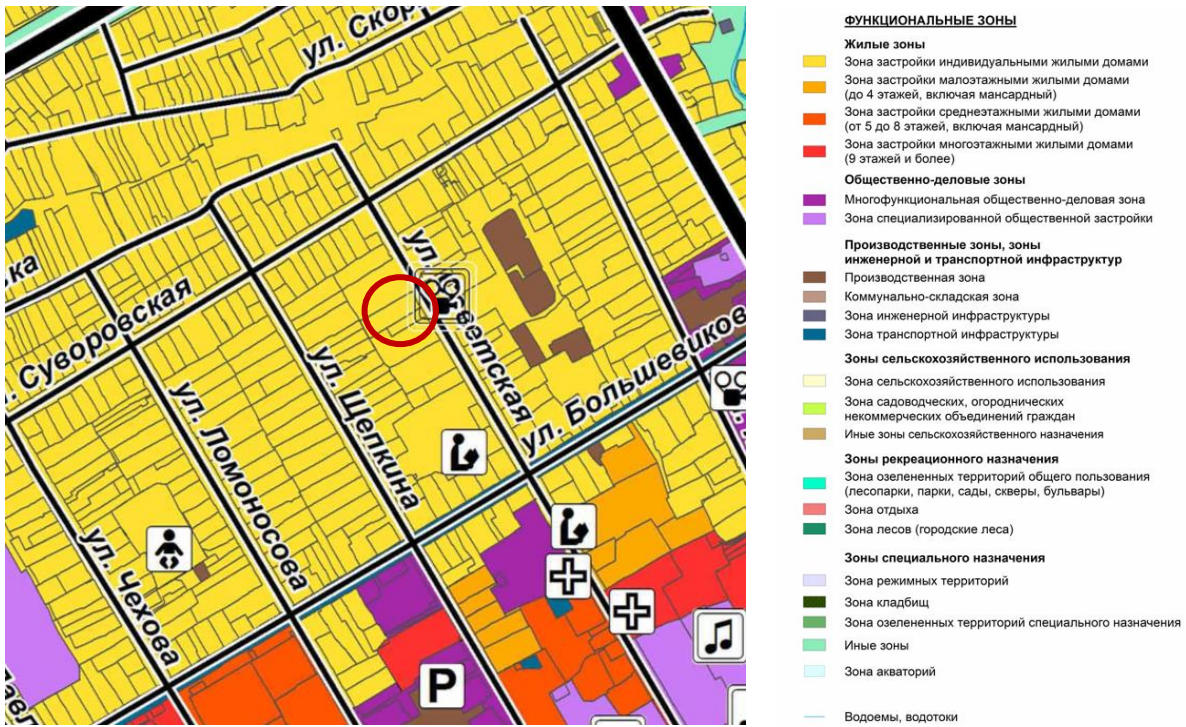 ул. Скор
ка
л. Суворовская
ул. Советская
ул. Большевиков
ул. Щепкина
ул. Ломоносова
ул. Чехова
P
ФУНКЦИОНАЛЬНЫЕ ЗОНЫ
Жилые зоны
Зона застройки индивидуальными жилыми домами
Зона застройки малоэтажными жилыми домами
(до 4 этажей, включая мансардный)
Зона застройки среднеэтажными жилыми домами
(от 5 до 8 этажей, включая мансардный)
Зона застройки многоэтажными жилыми домами
(9 этажей и более)
Общественно-деловые зоны
Многофункциональная общественно-деловая зона
Зона специализированной общественной застройки
Производственные зоны, зоны
инженерной и транспортной инфраструктур
Производственная зона
Коммунально-складская зона
Зона инженерной инфраструктуры
Зона транспортной инфраструктуры
Зоны сельскохозяйственного использования
Зона сельскохозяйственного использования
Зона садоводческих, огороднических
некоммерческих объединений граждан
Иные зоны сельскохозяйственного назначения
Зоны рекреационного назначения
Зона озелененных территорий общего пользования
(лесопарки, парки, сады, скверы, бульвары)
Зона отдыха
Зона лесов (городские леса)
Зоны специального назначения
Зона режимных территорий
Зона кладбищ
Зона озелененных территорий специального назначения
Иные зоны
Зона акваторий
Водоемы, водотоки